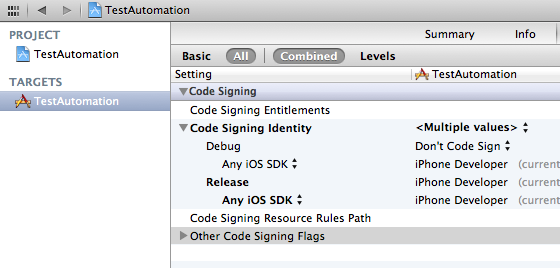 TestAutomation
PROJECT
TestAutomation
TARGETS
TestAutomation
Summary Info
Basic All Combined Levels
Setting TestAutomation
Code Signing
Code Signing Entitlements
Code Signing Identity <Multiple values>
Debug Don't Code Sign
Any iOS SDK iPhone Developer (current
Release iPhone Developer (current
Any iOS SDK iPhone Developer (current
Code Signing Resource Rules Path
Other Code Signing Flags